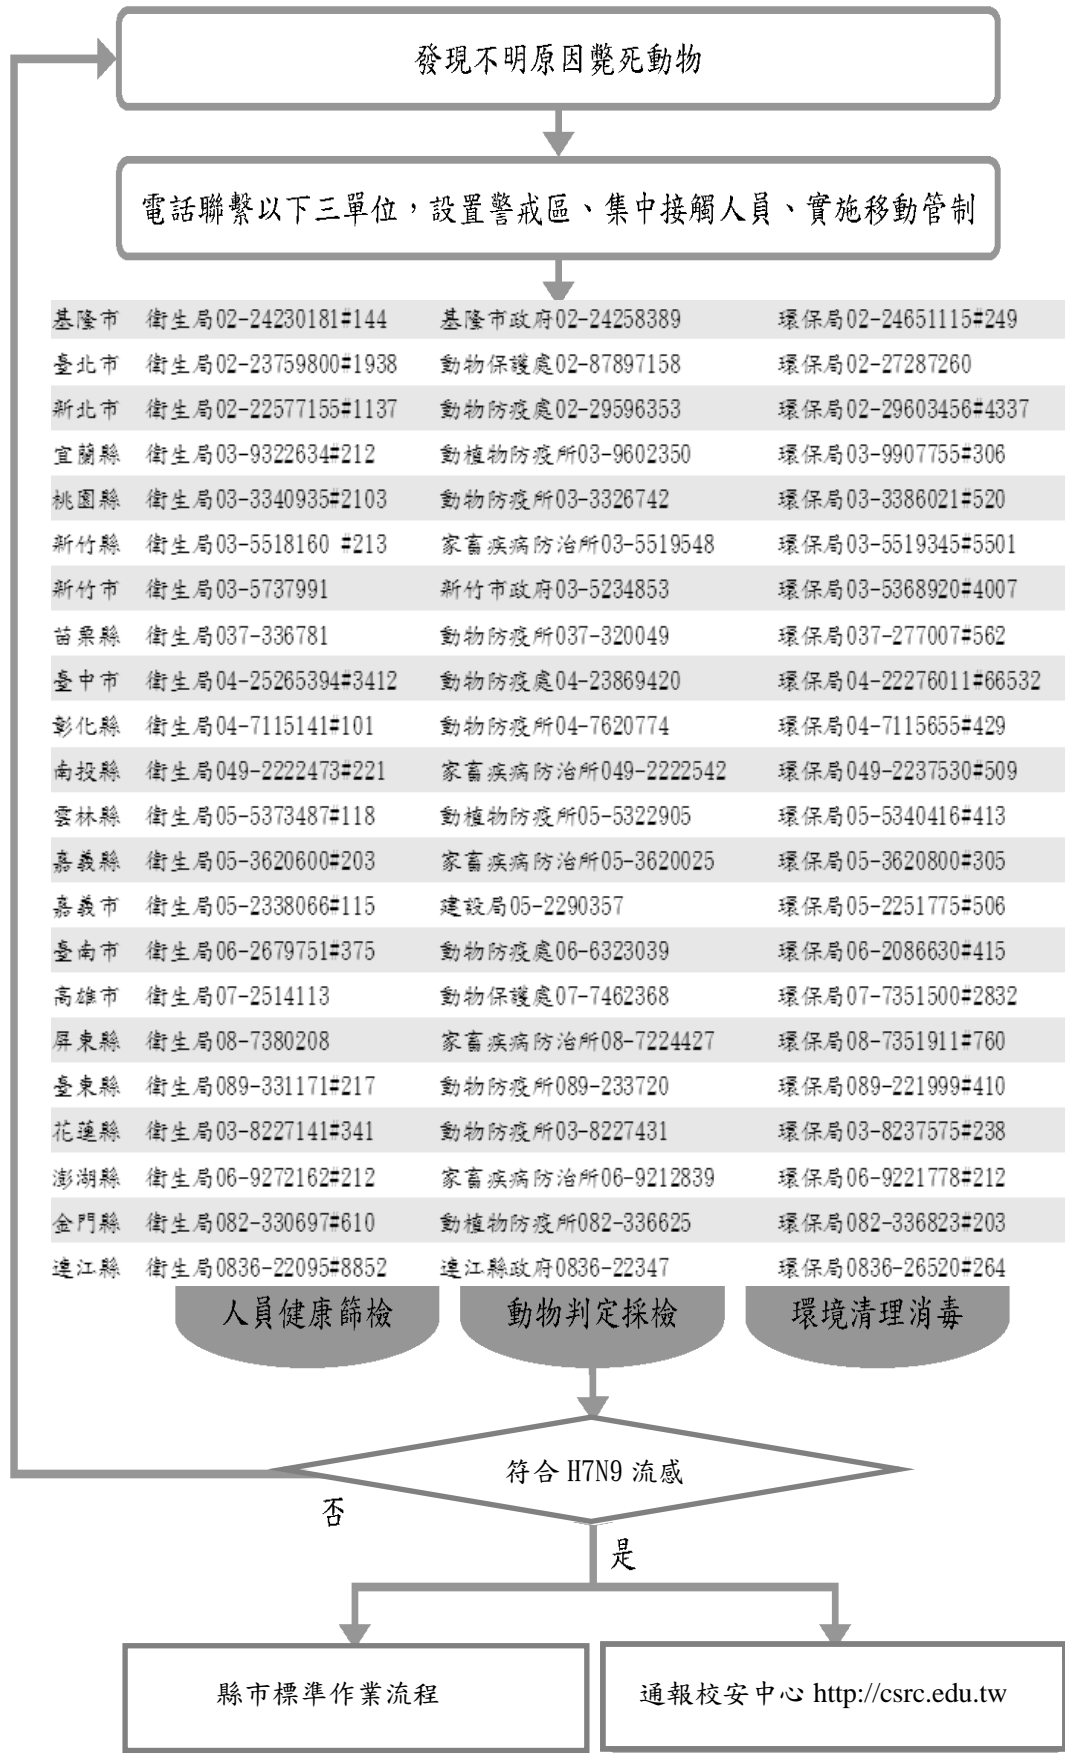 發現不明原因斃死動物
電話聯繫以下三單位，設置警戒區、集中接觸人員、實施移動管制
基隆市 衛生局02-24230181#144 基隆市政府02-24258389 環保局02-24651115#249
臺北市 衛生局02-23759800#1938 動物保護處02-87897158 環保局02-27287260
新北市 衛生局02-22577155#1137 動物防疫處02-29596353 環保局02-29603456#4337
宜蘭縣 衛生局03-9322634#212 動植物防疫所03-9602350 環保局03-9907755#306
桃園縣 衛生局03-3340935#2103 動物防疫所03-3326742 環保局03-3386021#520
新竹縣 衛生局03-5518160 #213 家畜疾病防治所03-5519548 環保局03-5519345#5501
新竹市 衛生局03-5737991 新竹市政府03-5234853 環保局03-5368920#4007
苗栗縣 衛生局037-336781 動物防疫所037-320049 環保局037-277007#562
臺中市 衛生局04-25265394#3412 動物防疫處04-23869420 環保局04-22276011#66532
彰化縣 衛生局04-7115141#101 動物防疫所04-7620774 環保局04-7115655#429
南投縣 衛生局049-2222473#221 家畜疾病防治所049-2222542 環保局049-2237530#509
雲林縣 衛生局05-5373487#118 動植物防疫所05-5322905 環保局05-5340416#413
嘉義縣 衛生局05-3620600#203 家畜疾病防治所05-3620025 環保局05-3620800#305
嘉義市 衛生局05-2338066#115 建設局05-2290357 環保局05-2251775#506
臺南市 衛生局06-2679751#375 動物防疫處06-6323039 環保局06-2086630#415
高雄市 衛生局07-2514113 動物保護處07-7462368 環保局07-7351500#2832
屏東縣 衛生局08-7380208 家畜疾病防治所08-7224427 環保局08-7351911#760
臺東縣 衛生局089-331171#217 動物防疫所089-233720 環保局089-221999#410
花蓮縣 衛生局03-8227141#341 動物防疫所03-8227431 環保局03-8237575#238
澎湖縣 衛生局06-9272162#212 家畜疾病防治所06-9212839 環保局06-9221778#212
金門縣 衛生局082-330697#610 動植物防疫所082-336625 環保局082-336823#203
連江縣 衛生局0836-22095#8852 連江縣政府0836-22347 環保局0836-26520#264
人員健康篩檢 動物判定採檢 環境清理消毒
符合 H7N9 流感
否
是
縣市標準作業流程
通報校安中心 http://csrc.edu.tw